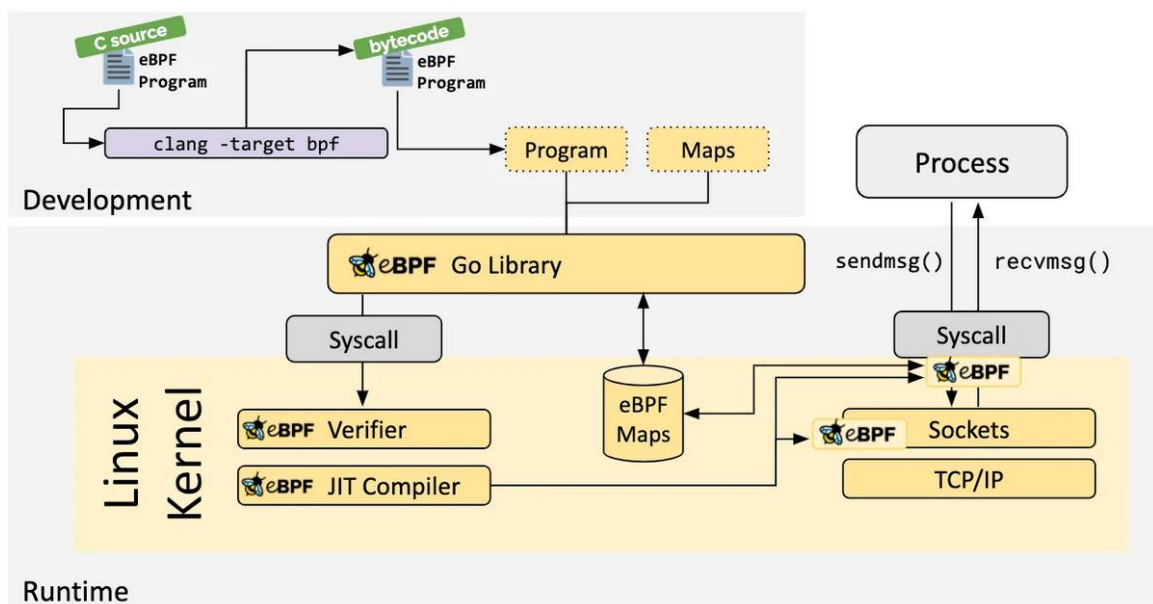 C source
eBPF
Program
bytecode
eBPF
Program
clang -target bpf
Program
Maps
Development
Process
eBPF Go Library
sendmsg()
recvmsg()
Syscall
Syscall
eBPF
Linux
Kernel
eBPF Verifier
eBPF
Maps
eBPF
Sockets
eBPF JIT Compiler
TCP/IP
Runtime